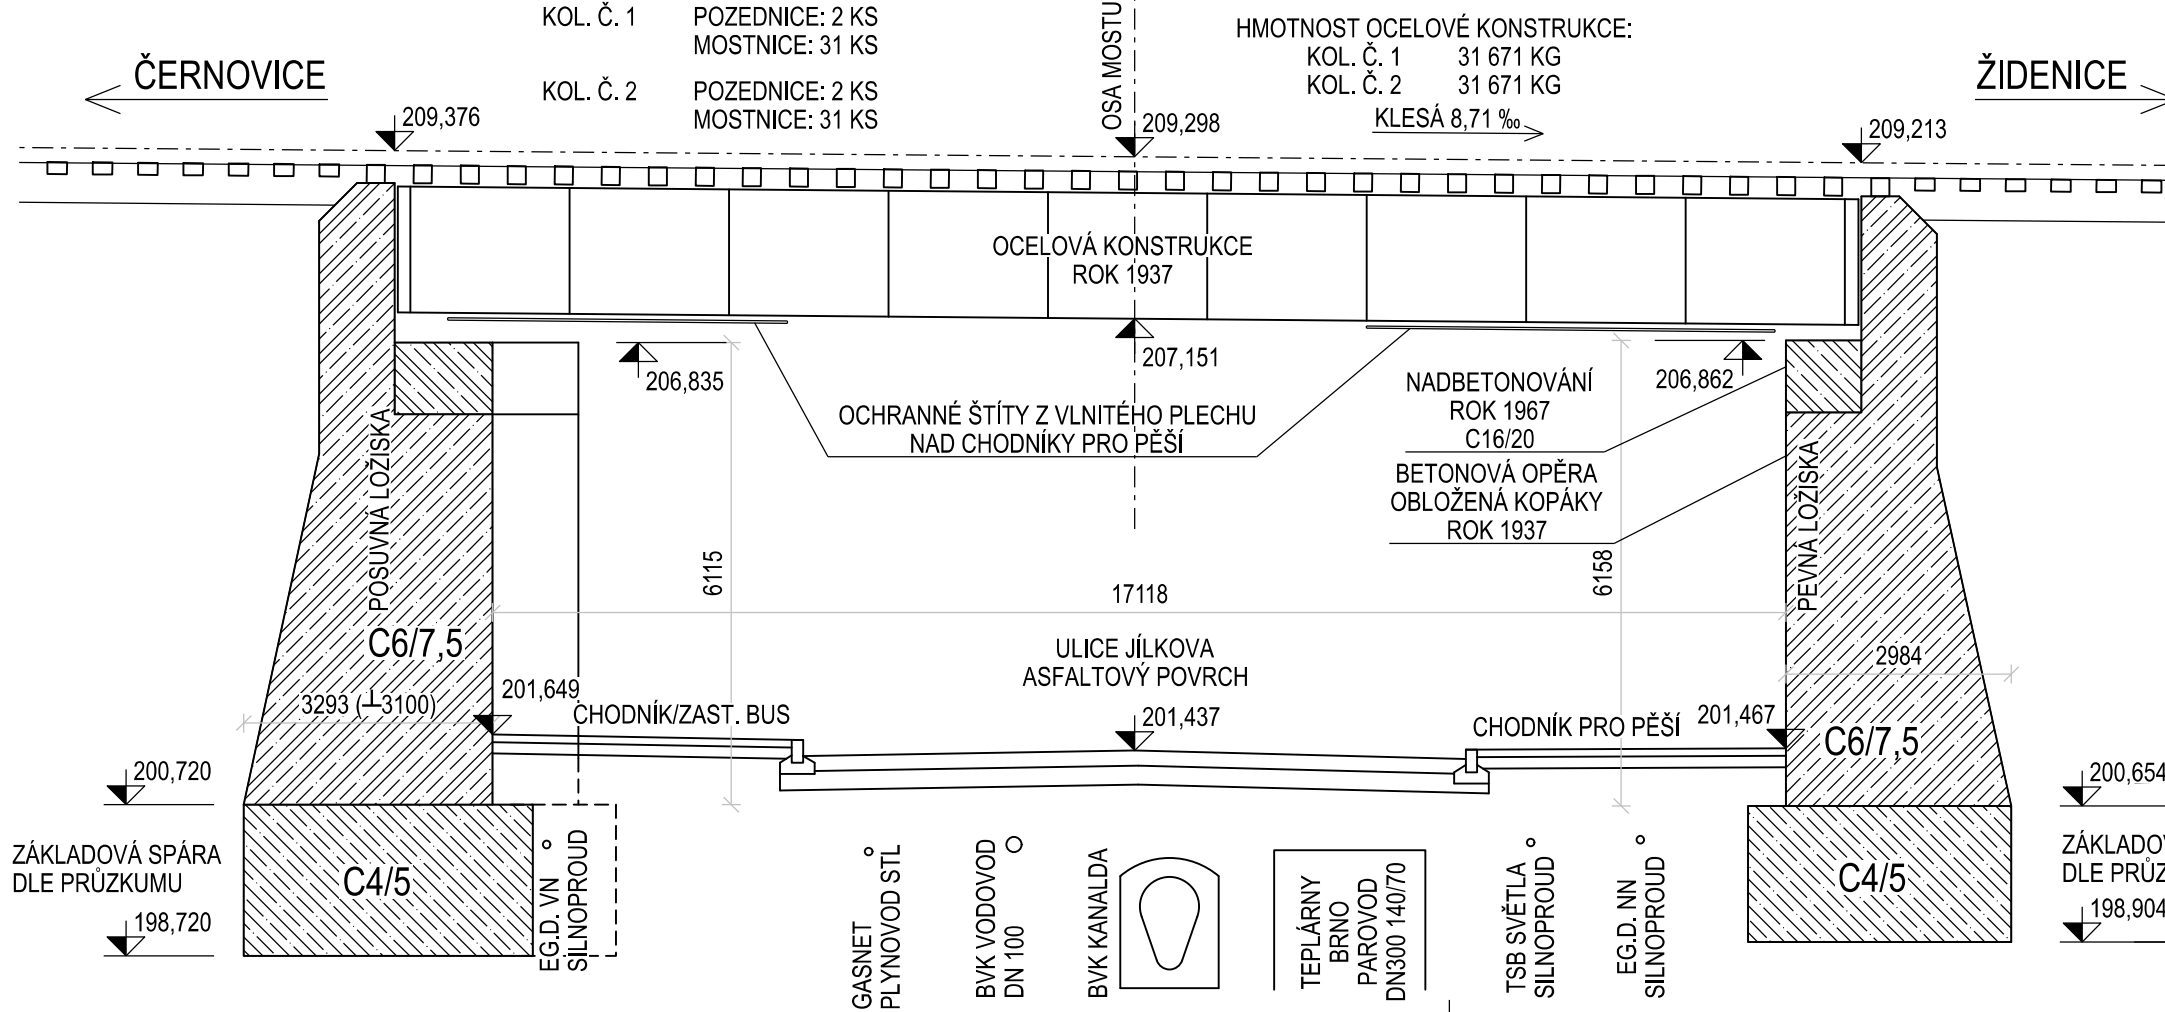 KOL. Č. 1 POZEDNICE: 2 KS
MOSTNICE: 31 KS
KOL. Č. 2 POZEDNICE: 2 KS
MOSTNICE: 31 KS
OSA MOSTU
HMOTNOST OCELOVÉ KONSTRUKCE:
KOL. Č. 1 31 671 KG
KOL. Č. 2 31 671 KG
KLESÁ 8,71 ‰
ČERNOVICE
ŽIDENICE
209,376
209,298
209,213
OCELOVÁ KONSTRUKCE
ROK 1937
207,151
206,835
206,862
OCHRANNÉ ŠTÍTY Z VLNITÉHO PLECHU
NAD CHODNÍKY PRO PĚŠÍ
NADBETONOVÁNÍ
ROK 1967
C16/20
BETONOVÁ OPĚRA
OBLOŽENÁ KOPÁKY
ROK 1937
POSUVNÁ LOŽISKA
PEVNÁ LOŽISKA
6115
6158
17118
C6/7,5
ULICE JÍLKOVA
ASFALTOVÝ POVRCH
2984
3293 (⊥3100)
201,649
CHODNÍK/ZAST. BUS
201,437
CHODNÍK PRO PĚŠÍ
201,467
C6/7,5
200,720
200,654
ZÁKLADOVÁ SPÁRA
DLE PRŮZKUMU
198,720
C4/5
EG.D. VN
SILNOPROUD
GASNET
PLYNOVOD STL
BVK VODOVOD
DN 100
BVK KANALDA
TEPLÁRNY
BRNO
PAROVOD
DN300 140/70
TSB SVĚTLA
SILNOPROUD
EG.D. NN
SILNOPROUD
C4/5
ZÁKLADOV
DLE PRŮZ
198,904